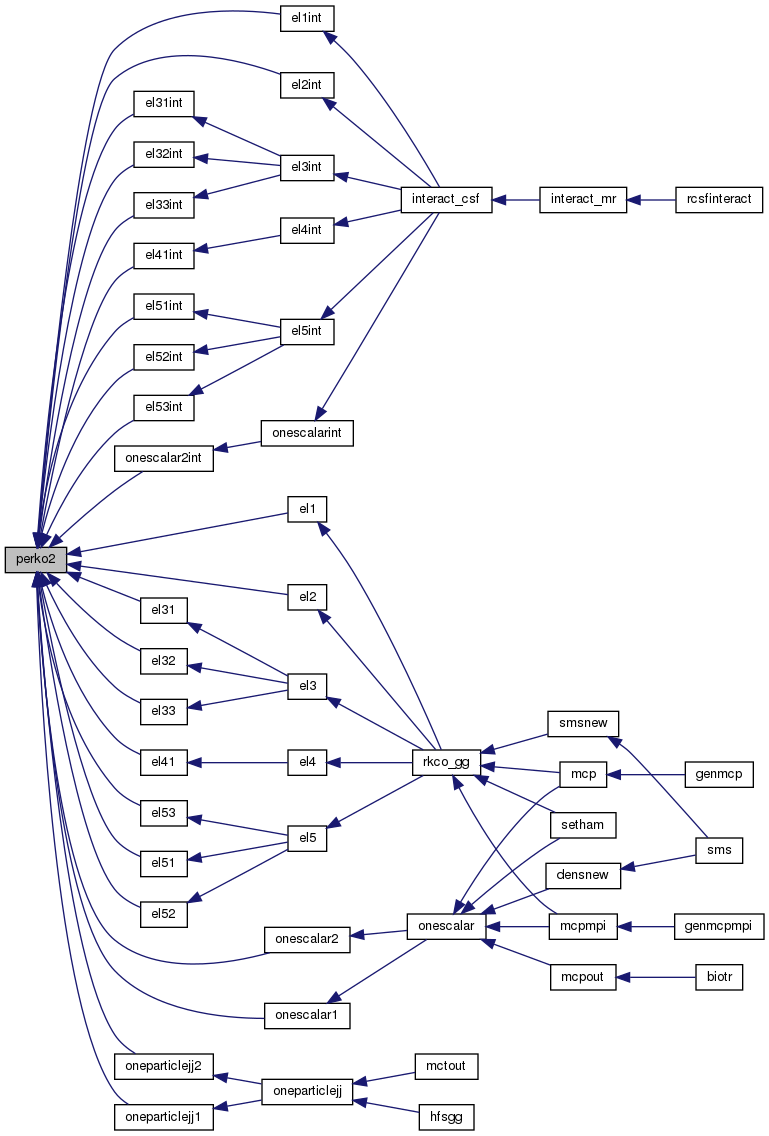 el1int
el2int
el31int
el32int
el3int
el33int
interact_csf
interact_mr
rcsfinteract
el4int
el41int
el51int
el5int
el52int
el53int
onescalarint
onescalar2int
el1
perko2
el2
el31
el32
el3
el33
smsnew
el41
el4
rkco_gg
mcp
genmcp
el53
setham
el5
sms
el51
densnew
el52
onescalar
mcpmpi
genmcpmpi
onescalar2
mcpout
biotr
onescalar1
oneparticlejj2
mctout
oneparticlejj
oneparticlejj1
hfsgg